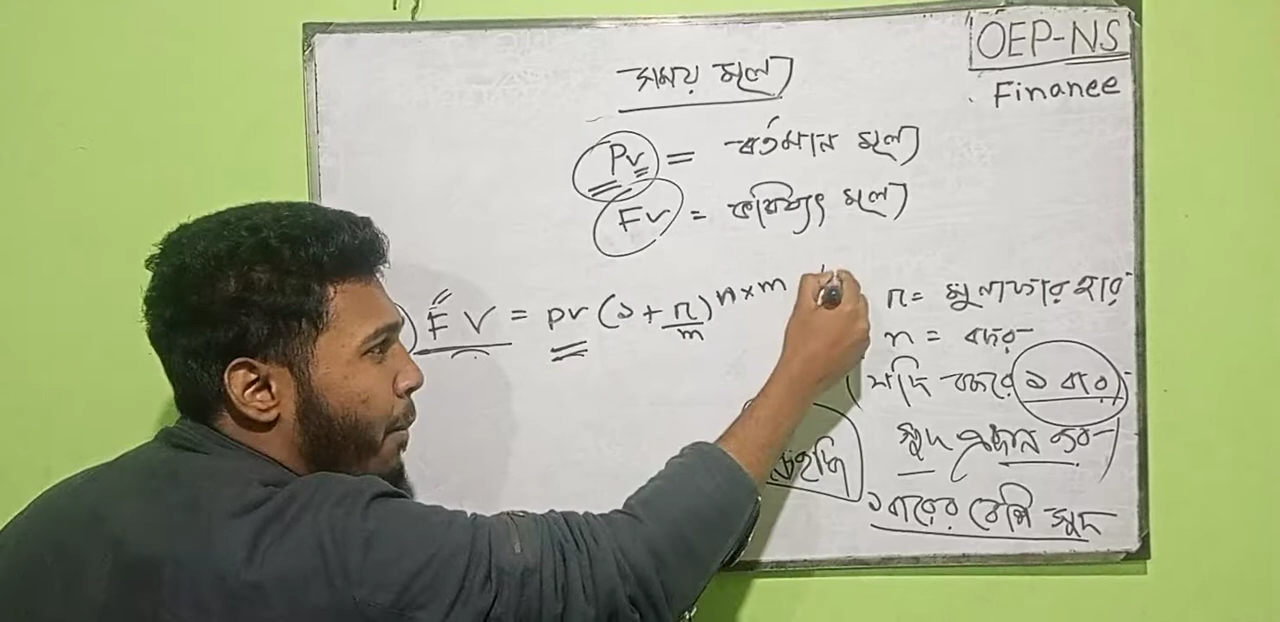 OEP-NS
Finanee
সময় মূল্য
PV = বর্তমান মূল্য
FV = ভবিষ্যৎ মূল্য
FV = PV (১ + r/m)^n×m
r = মুনাফার হার
n = বছর
যদি বছরে ১ বার
সুদ প্রদান করা
১ বারের বেশি সুদ